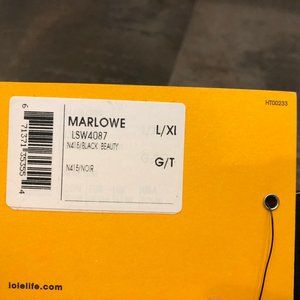 HT00233
MARLOWE
LSW4087
L/XL
N415/BLACK BEAUTY
G/T
N415/NOIR
lolelife.com